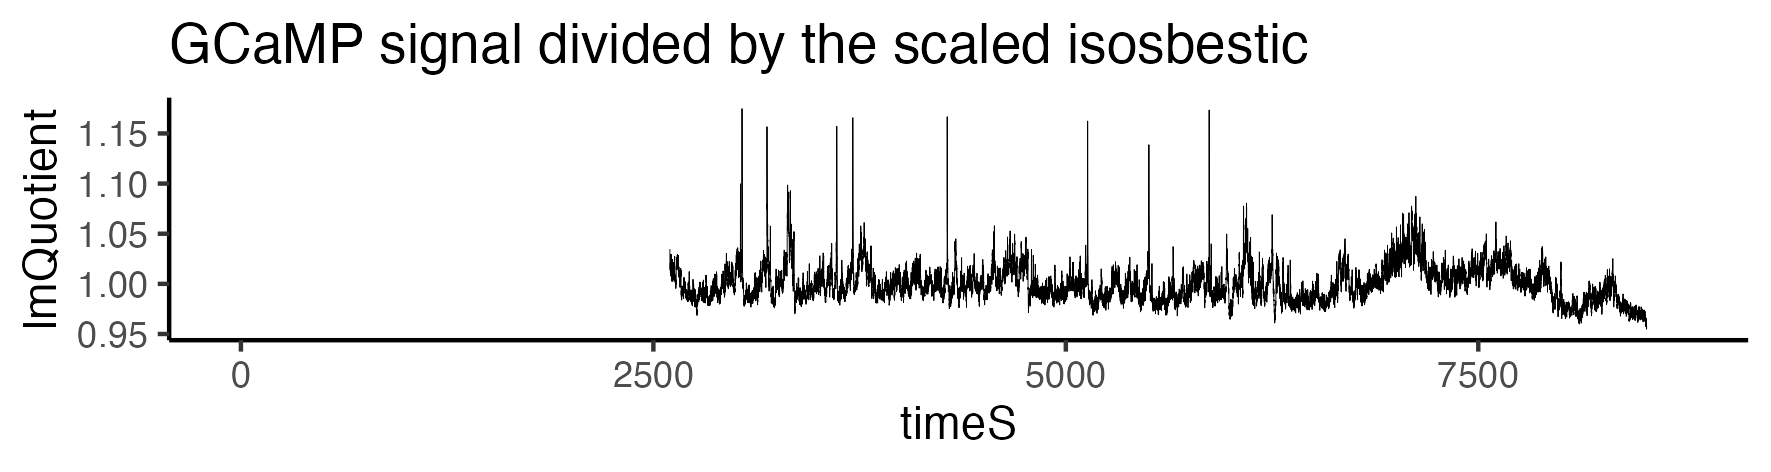 GCaMP signal divided by the scaled isosbestic
lmQuotient
1.15
1.10
1.05
1.00
0.95
0 2500 5000 7500
timeS